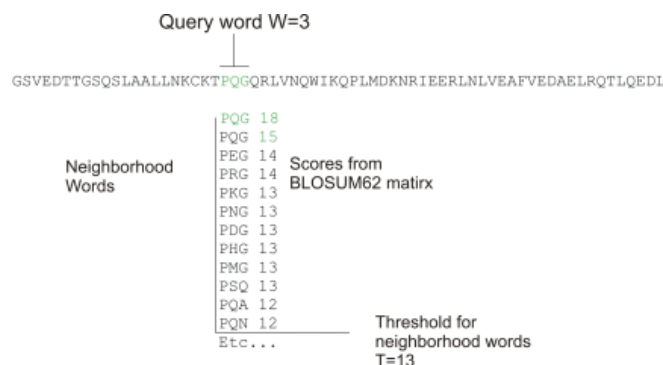 Query word W=3
GSVEDTTGSQSLAALLNKCKTPQGQRLVNQWIKQPLMDKNRIEERLNLVEAFVEDAELRQTLQEDL
PQG 18
PQG 15
PEG 14
PRG 14
PKG 13
PNG 13
PDG 13
PHG 13
PMG 13
PSQ 13
PQA 12
PQN 12
Etc...
Neighborhood
Words
Scores from
BLOSUM62 matirx
Threshold for
neighborhood words
T=13